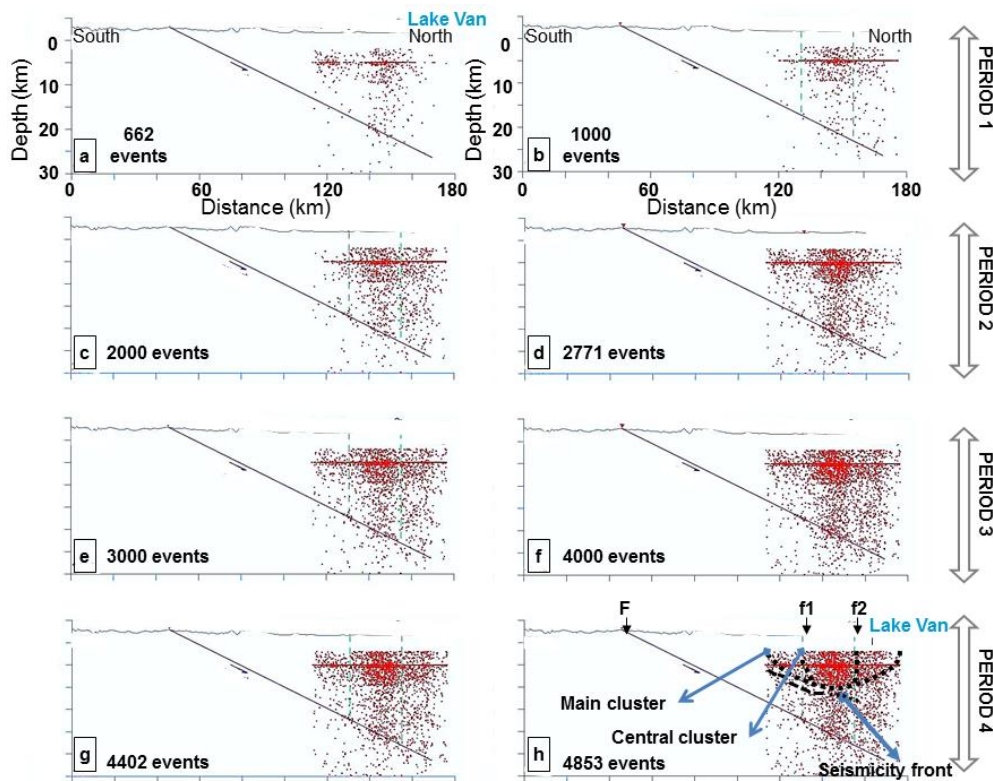 Lake Van
South
North
South
North
0
5
10
15
20
30
Depth (km)
a
662
events
0
60
120
180
Distance (km)
0
5
10
20
30
Depth (km)
b
1000
events
0
60
120
180
Distance (km)
PERIOD 1
c
2000 events
d
2771 events
PERIOD 2
e
3000 events
f
4000 events
PERIOD 3
g
4402 events
F
f1
f2
Lake Van
Main cluster
Central cluster
Seismicity front
h
4853 events
PERIOD 4